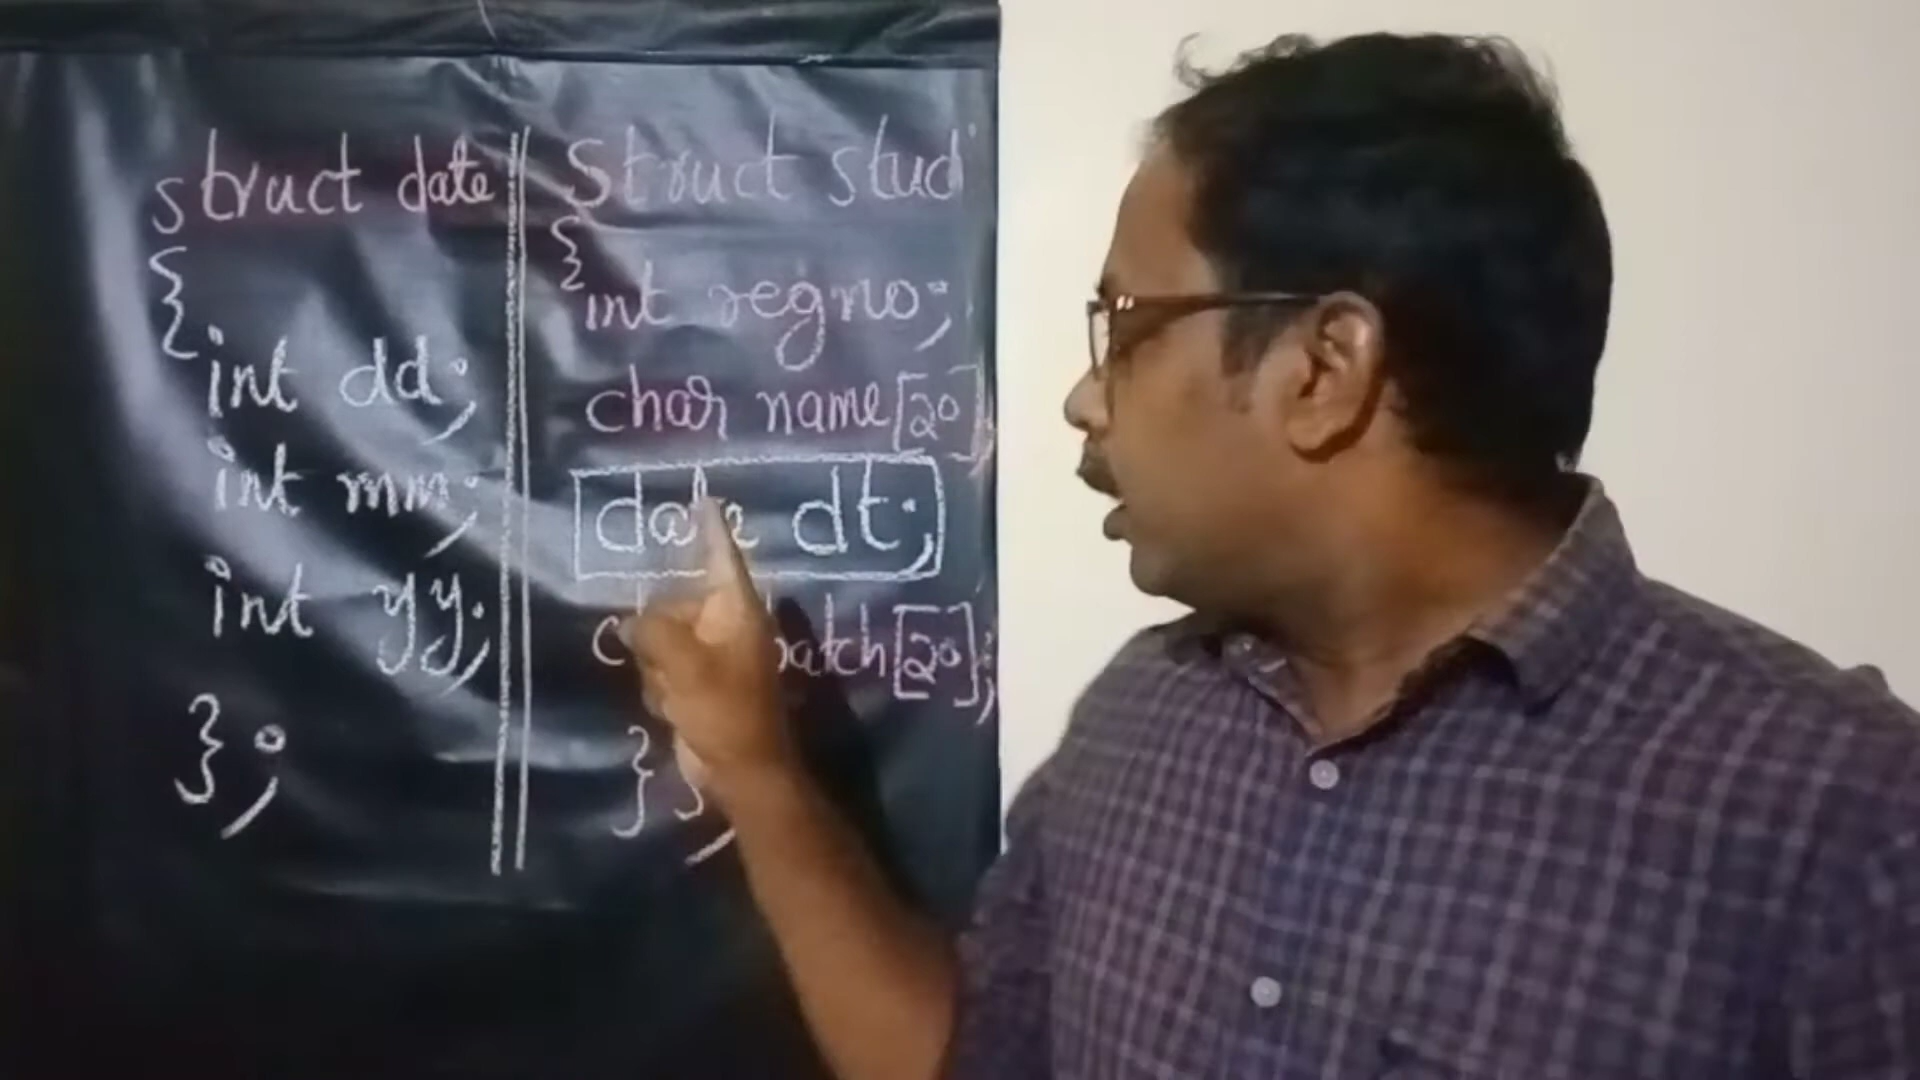 struct date
{
int dd;
int mm;
int yy;
};
struct stud
{
int regno;
char name[20];
date dt;
batch[20];
};